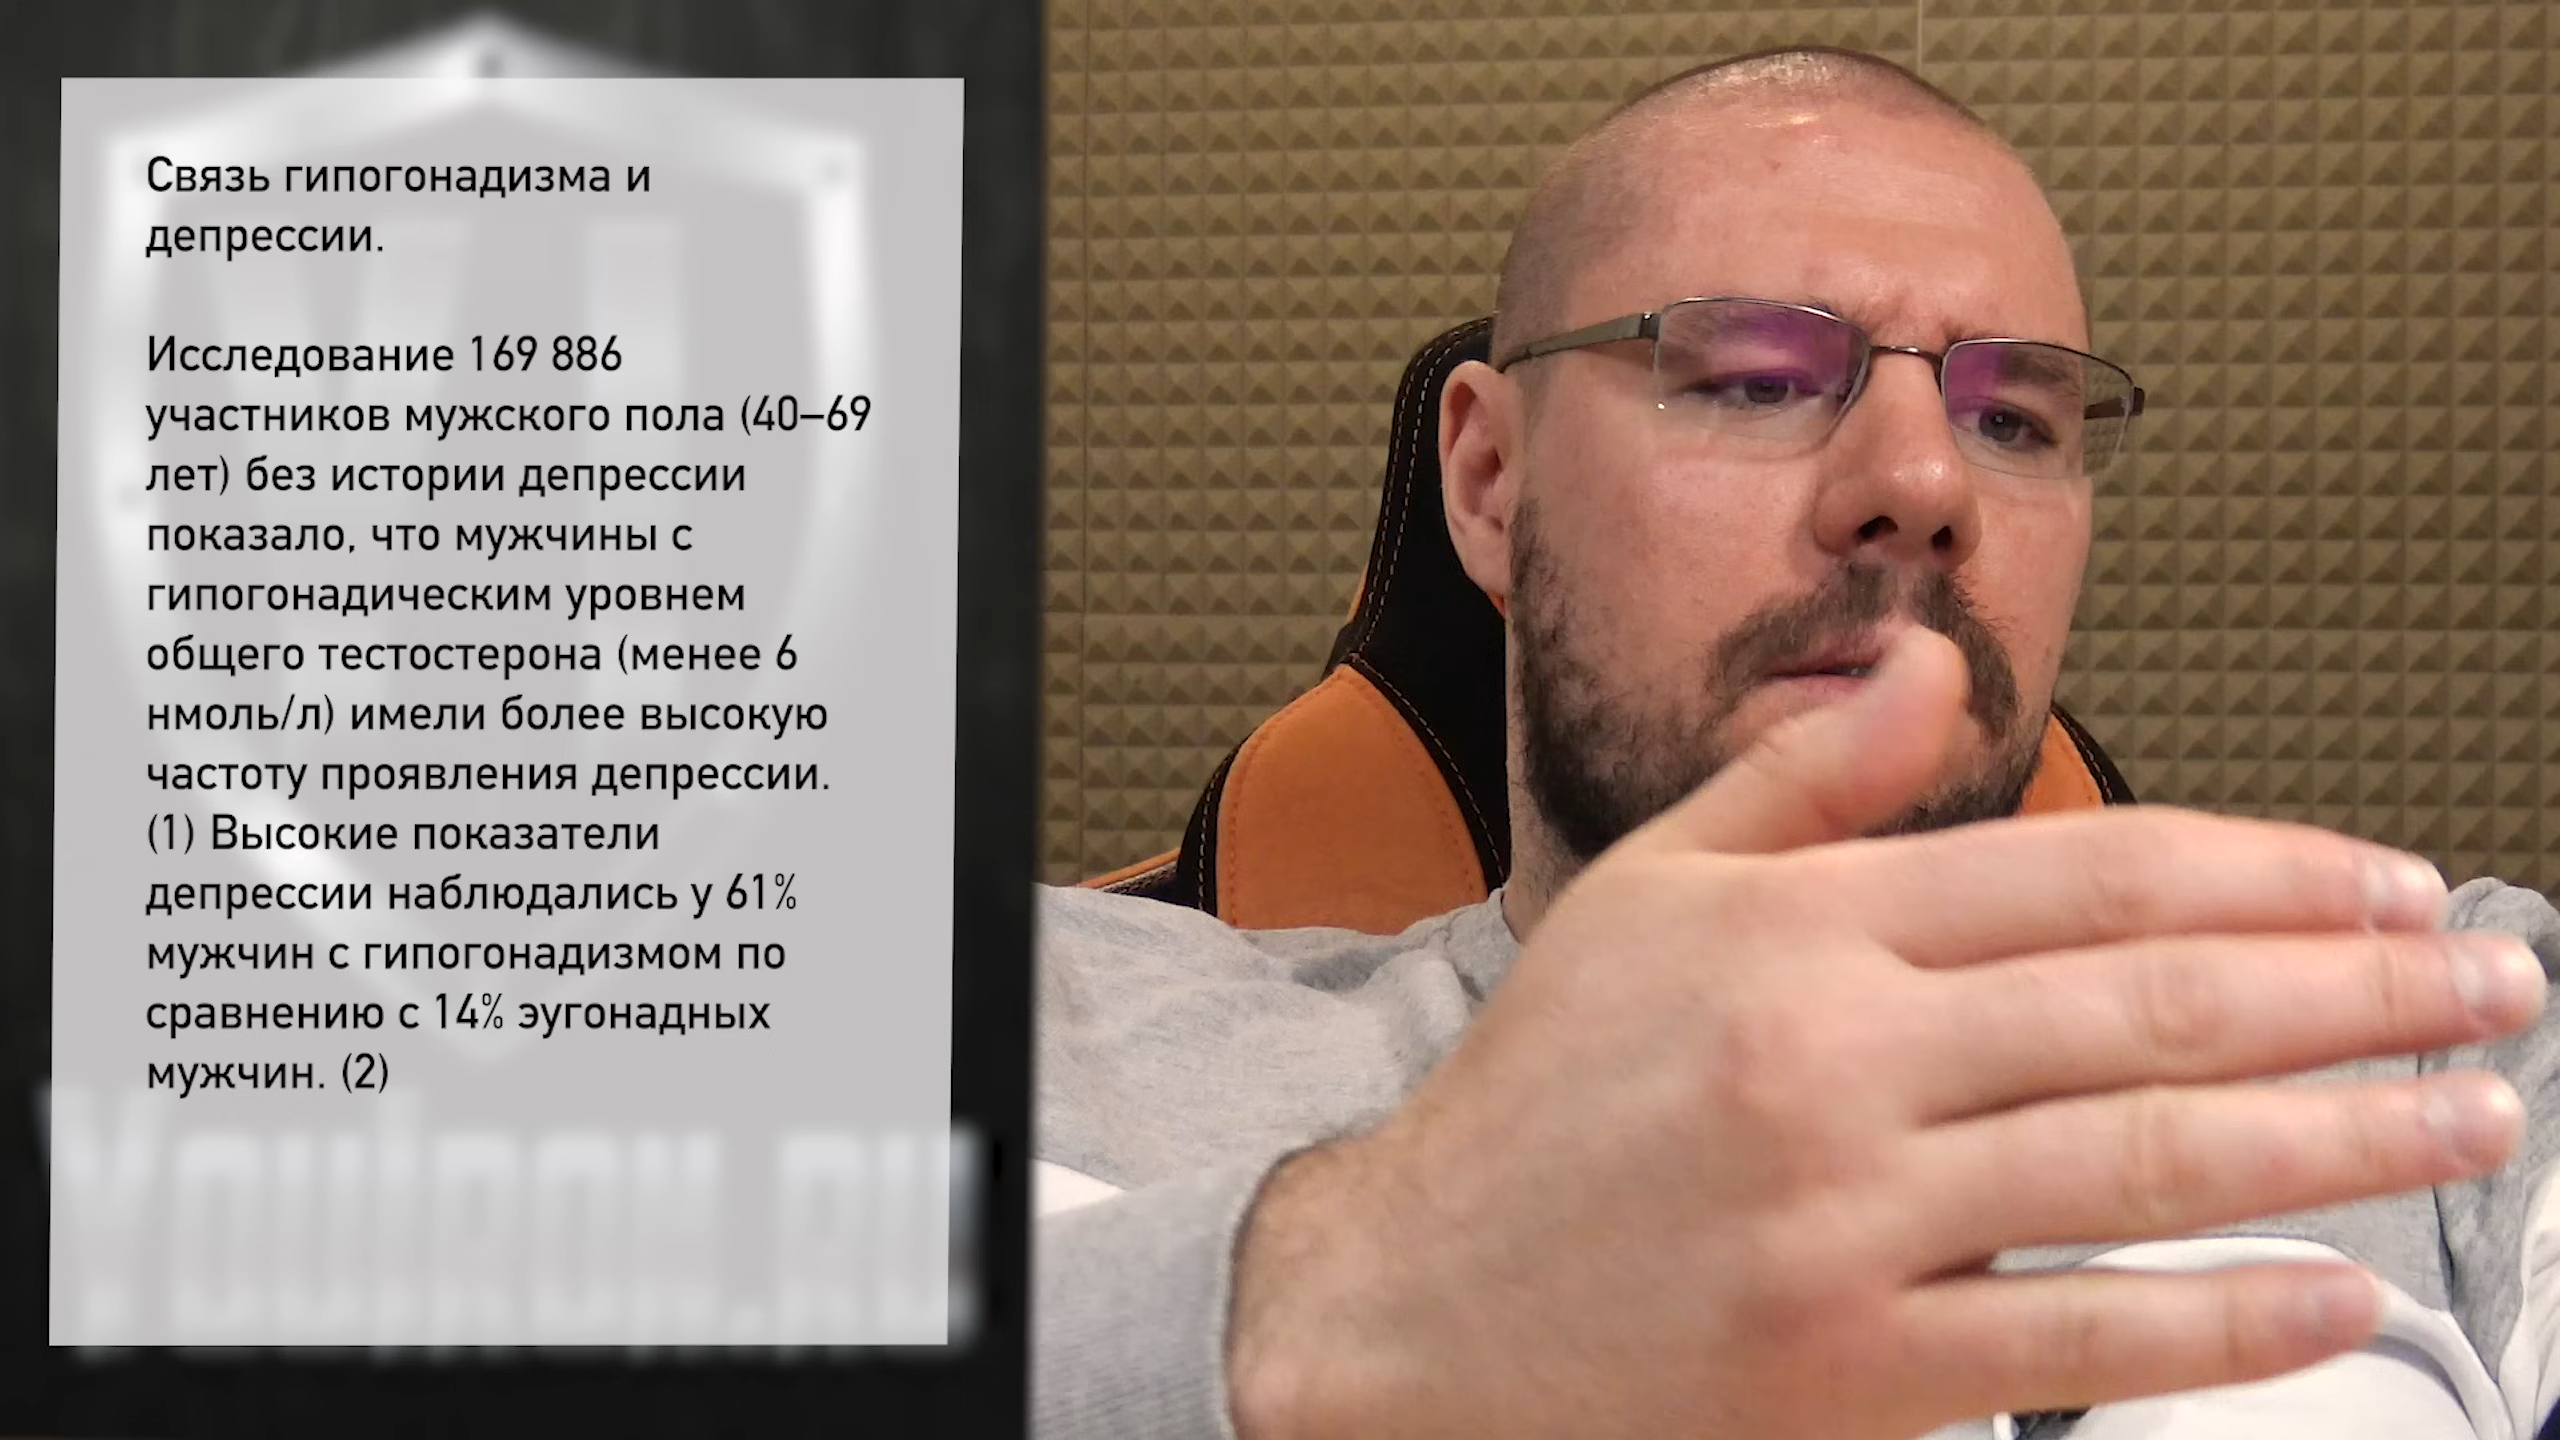 Связь гипогонадизма и
депрессии.
Исследование 169 886
участников мужского пола (40–69
лет) без истории депрессии
показало, что мужчины с
гипогонадическим уровнем
общего тестостерона (менее 6
нмоль/л) имели более высокую
частоту проявления депрессии.
(1) Высокие показатели
депрессии наблюдались у 61%
мужчин с гипогонадизмом по
сравнению с 14% эугонадных
мужчин. (2)
YouIron.ru